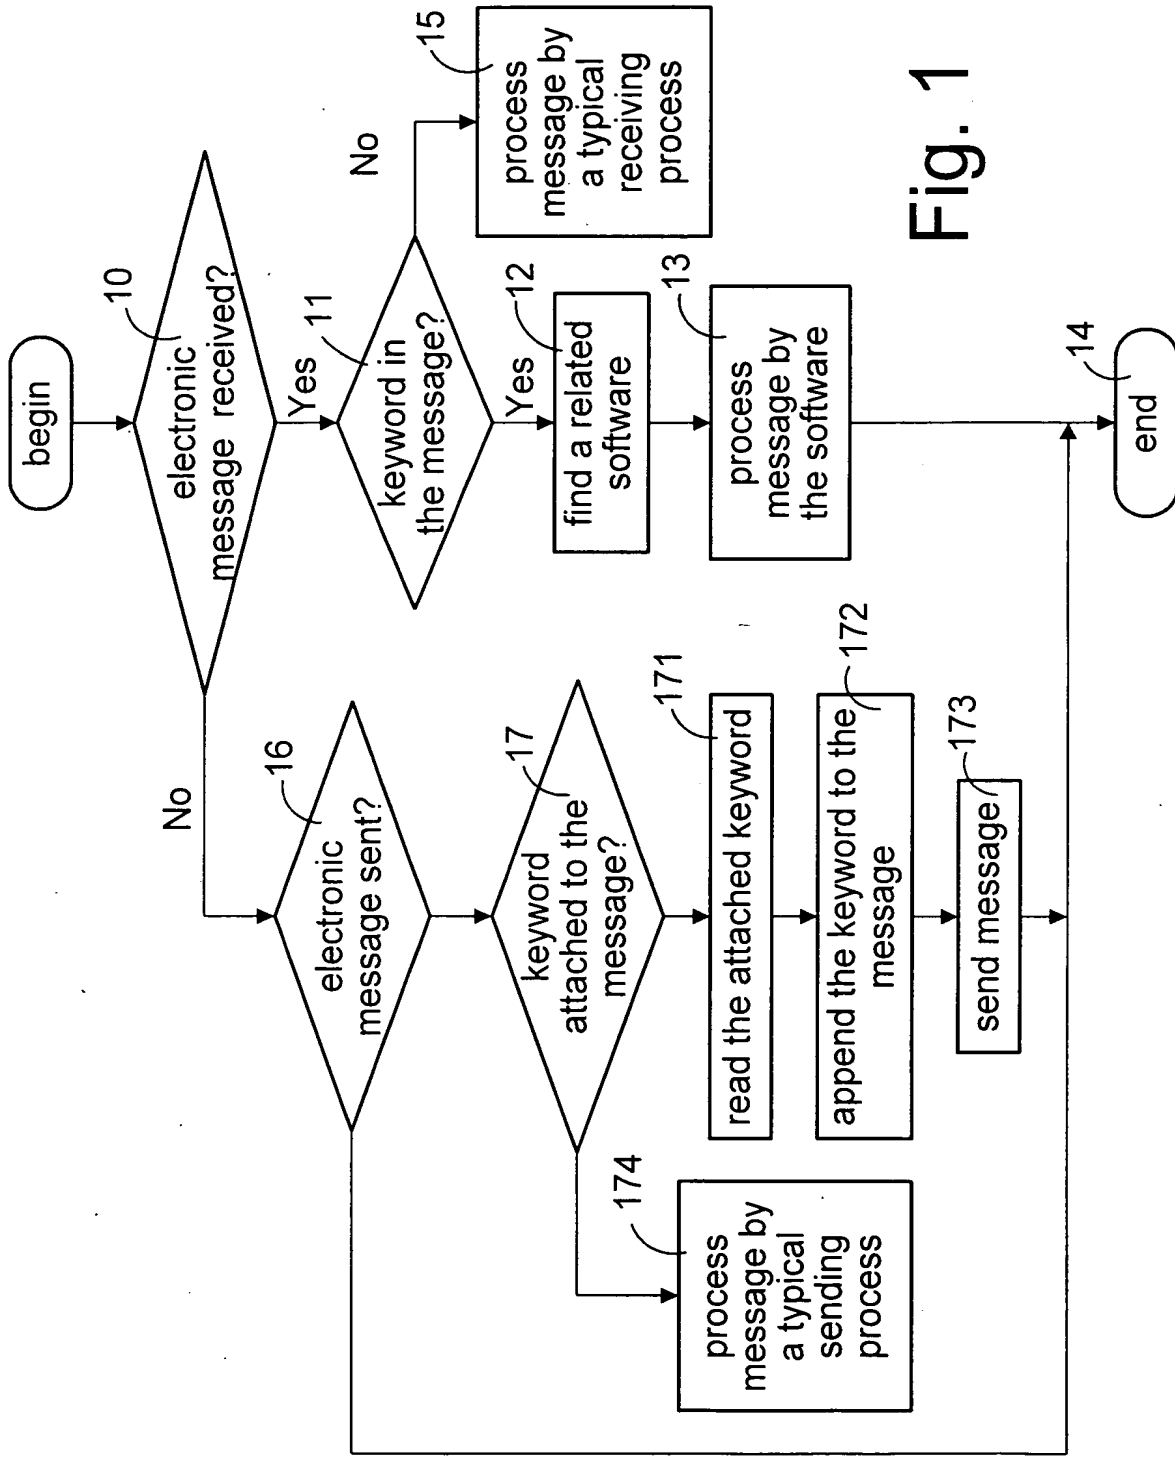 begin
10
electronic
message received?
No
Yes
11
keyword in
the message?
No
15
process
message by
a typical
receiving
process
Yes
12
find a related
software
13
process
message by
the software
16
electronic
message sent?
17
keyword
attached to the'
message?
171
read the attached keyword
172
append the keyword to the
message
173
send message
174
process
message by
a typical
sending
process
14
end
Fig. 1